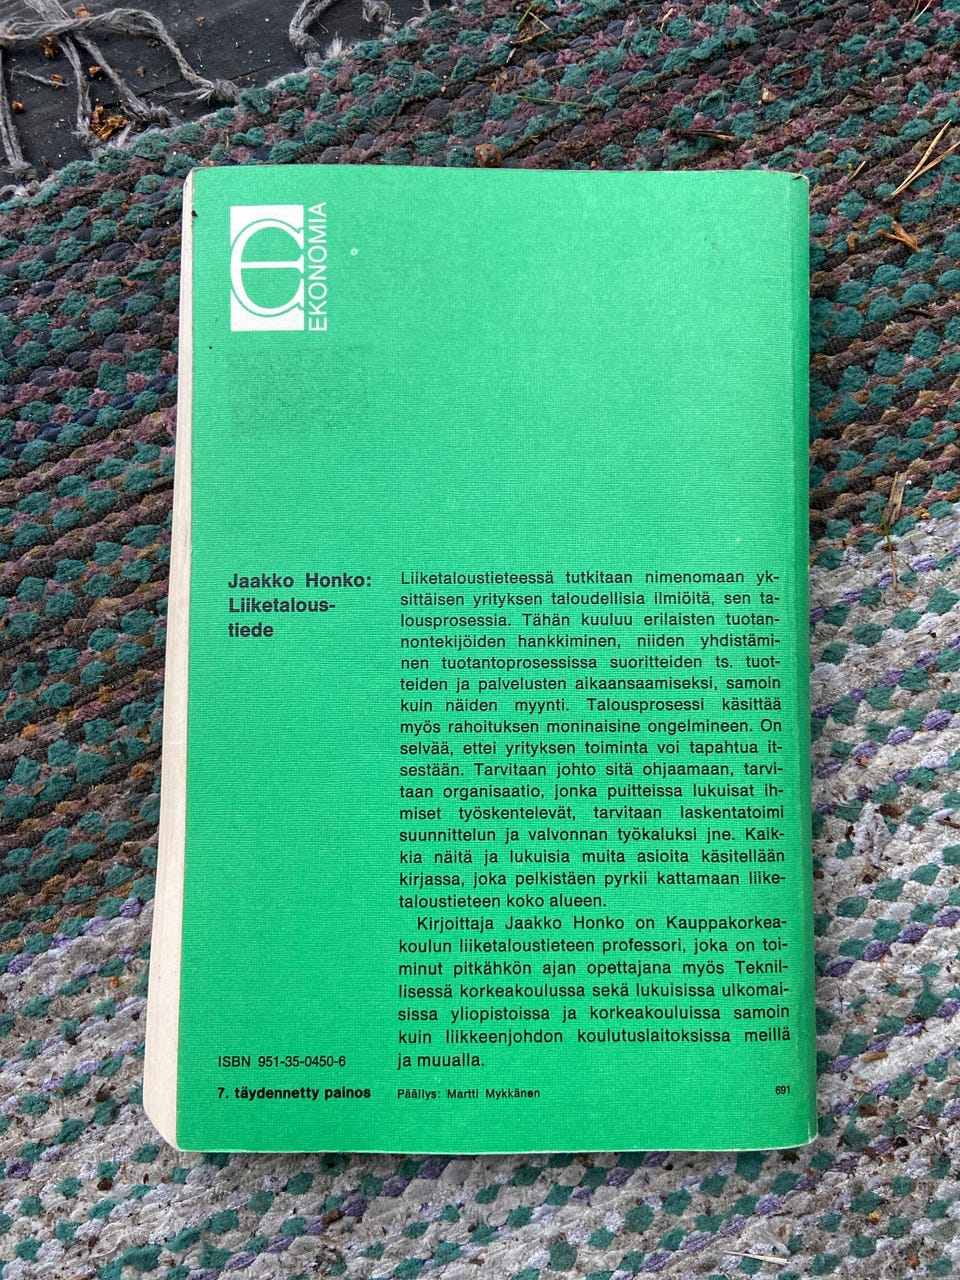 EKONOMIA
Jaakko Honko:
Liiketalous-
tiede
Liiketaloustieteessä tutkitaan nimenomaan yk-
sittäisen yrityksen taloudellisia ilmiöitä, sen ta-
lousprosessia. Tähän kuuluu erilaisten tuotan-
nontekijöiden hankkiminen, niiden yhdistämi-
nen tuotantoprosessissa suoritteiden ts. tuot-
teiden ja palvelusten aikaansaamiseksi, samoin
kuin näiden myynti. Talousprosessi käsittää
myös rahoituksen moninaisine ongelmineen. On
selvää, ettei yrityksen toiminta voi tapahtua it-
sestään. Tarvitaan johto sitä ohjaamaan, tarvi-
taan organisaatio, jonka puitteissa lukuisat ih-
miset työskentelevät, tarvitaan laskentatoimi
suunnittelun ja valvonnan työkaluksi jne. Kaik-
kia näitä ja lukuisia muita asioita käsitellään
kirjassa, joka pelkistäen pyrkii kattamaan liike-
taloustieteen koko alueen.
Kirjoittaja Jaakko Honko on Kauppakorkea-
koulun liiketaloustieteen professori, joka on toi-
minut pitkähkön ajan opettajana myös Teknil-
lisessä korkeakoulussa sekä lukuisissa ulkomai-
sissa yliopistoissa ja korkeakouluissa samoin
kuin liikkeenjohdon koulutuslaitoksissa meillä
ja muualla.
ISBN 951-35-0450-6
7. täydennetty painos
Päällys: Martti Mykkänen
691